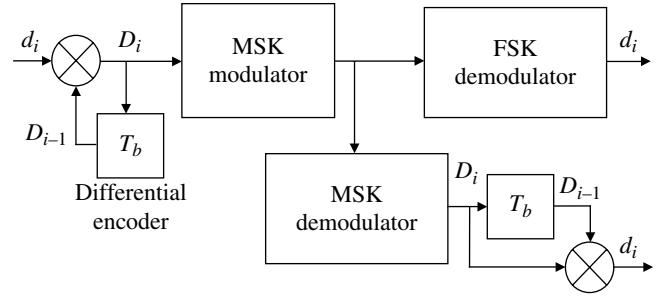 d_i
D_i
MSK
modulator
FSK
demodulator
d_i
D_{i–1}
T_b
Differential
encoder
MSK
demodulator
D_i
T_b
D_{i–1}
d_i